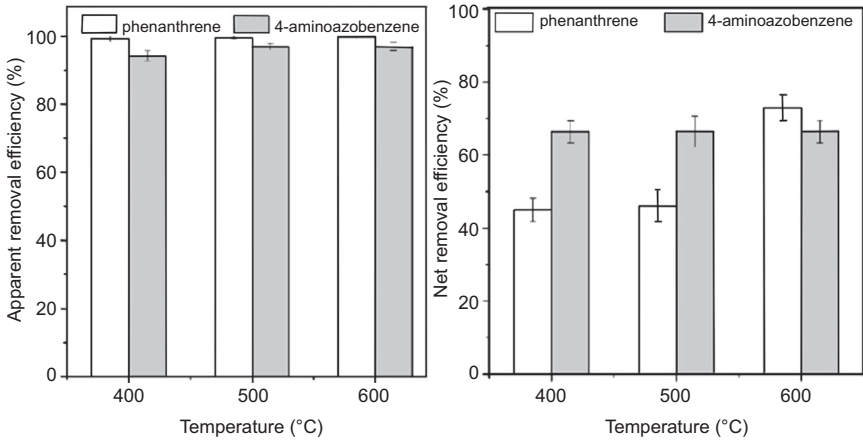 phenanthrene 4-aminoazobenzene
Apparent removal efficiency (%)
100
80
60
40
20
0
400 500 600
Temperature (°C)
phenanthrene 4-aminoazobenzene
Net removal efficiency (%)
100
80
60
40
20
0
400 500 600
Temperature (°C)